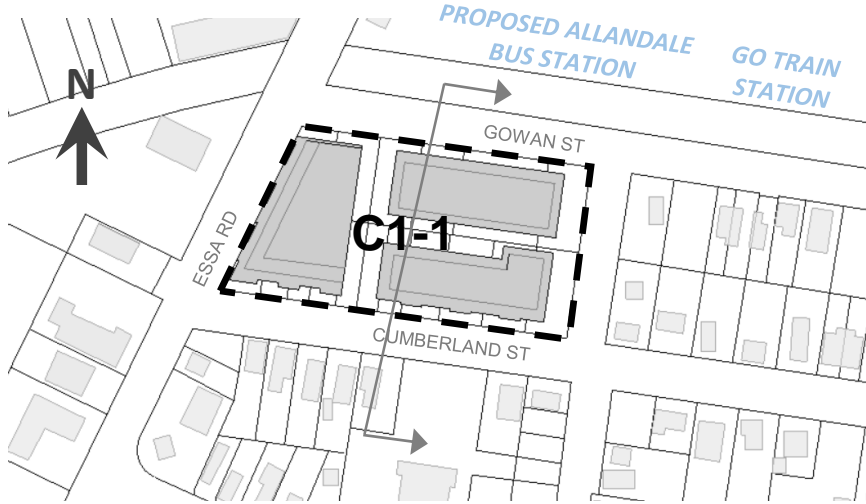 PROPOSED ALLANDALE
BUS STATION
GO TRAIN
STATION
N
GOWAN ST
ESSA RD
C1-1
CUMBERLAND ST